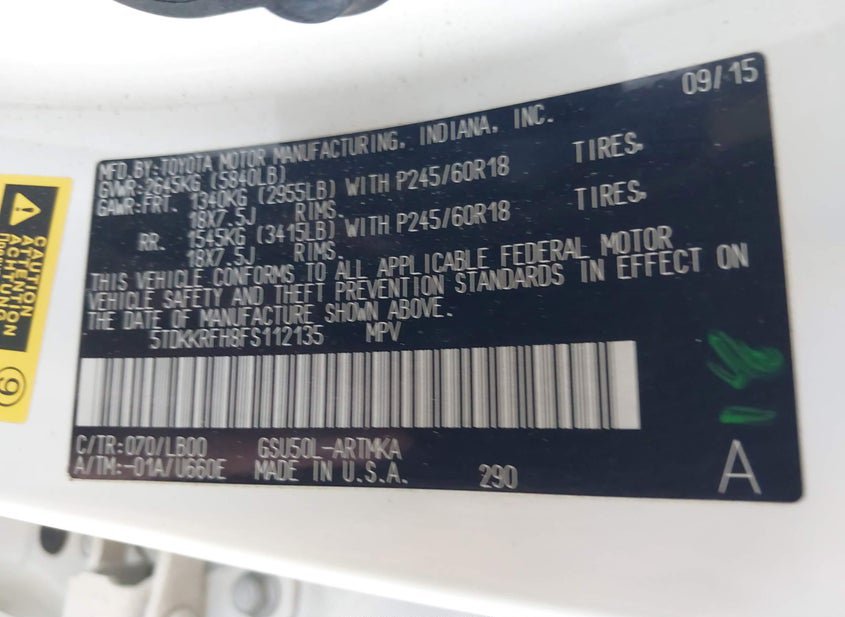 09/15
MFD.BY:TOYOTA MOTOR MANUFACTURING, INDIANA, INC.
GVWR:2645KG (5840LB)
GAWR:FRT. 1340KG (2955LB) WITH P245/60R18 TIRES,
18X7.5J RIMS.
RR. 1545KG (3415LB) WITH P245/60R18 TIRES,
18X7.5J RIMS.
THIS VEHICLE CONFORMS TO ALL APPLICABLE FEDERAL MOTOR
VEHICLE SAFETY AND THEFT PREVENTION STANDARDS IN EFFECT ON
THE DATE OF MANUFACTURE SHOWN ABOVE.
5TDKKRFH8FS112135 MPV
C/TR:070/LB00 GSU50L-ARTMKA
A/TM:-01A/U660E MADE IN U.S.A. 290 A
CAUTION
ATTENTION
ACHTUNG
9